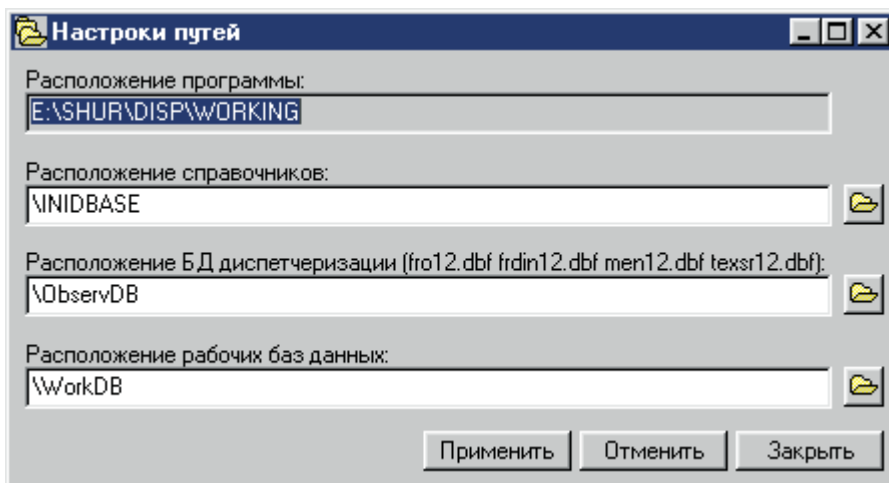 Настроки путей
Расположение программы:
E:\SHUR\DISP\WORKING
Расположение справочников:
\INIDBASE
Расположение БД диспетчеризации (fro12.dbf frdin12.dbf men12.dbf texsr12.dbf):
\ObservDB
Расположение рабочих баз данных:
\WorkDB
Применить Отменить Закрыть